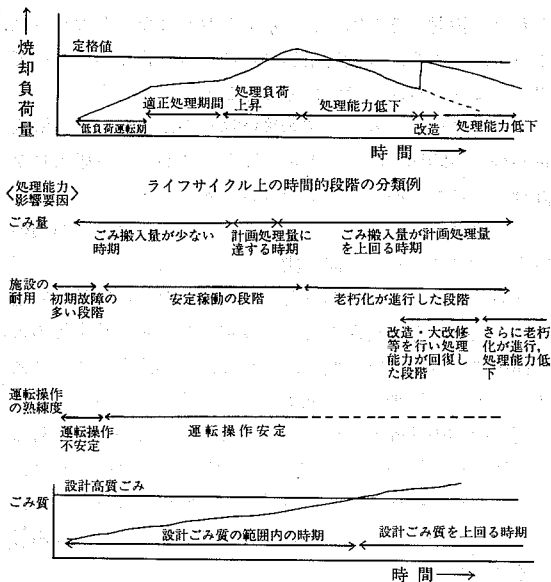 焼却負荷量
定格値
処理負荷
上昇
適正処理期間
処理能力低下
低負荷運転期
改造
処理能力低下
時間
ライフサイクル上の時間的段階の分類例
〈処理能力
影響要因〉
ごみ量
ごみ搬入量が少ない
時期
計画処理量に
達する時期
ごみ搬入量が計画処理量
を上回る時期
施設の
耐用
初期故障の
多い段階
安定稼働の段階
老朽化が進行した段階
改造・大改修
等を行い処理
能力が回復し
た段階
さらに老朽
化が進行,
処理能力低
下
運転操作
の熟練度
運転操作
不安定
運転操作安定
ごみ質
設計高質ごみ
設計ごみ質の範囲内の時期
設計ごみ質を上回る時期
時間